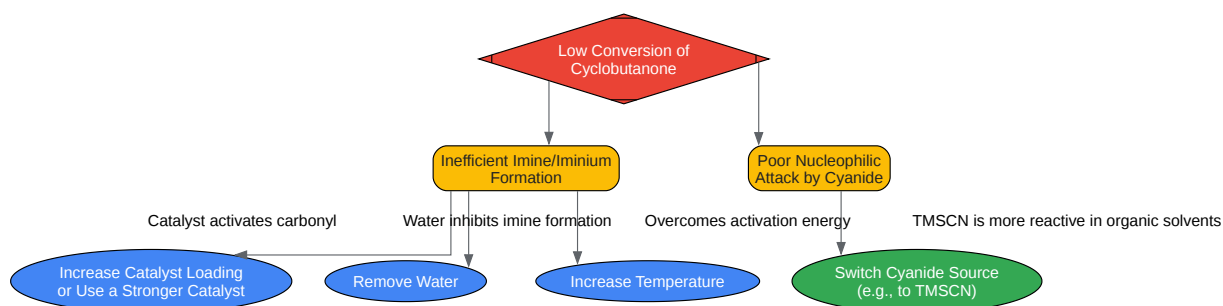 Low Conversion of
Cyclobutanone
Inefficient Imine/Iminium
Formation
Poor Nucleophilic
Attack by Cyanide
Catalyst activates carbonyl
Water inhibits imine formation
Overcomes activation energy
TMSCN is more reactive in organic solvents
Increase Catalyst Loading
or Use a Stronger Catalyst
Remove Water
Increase Temperature
Switch Cyanide Source
(e.g., to TMSCN)